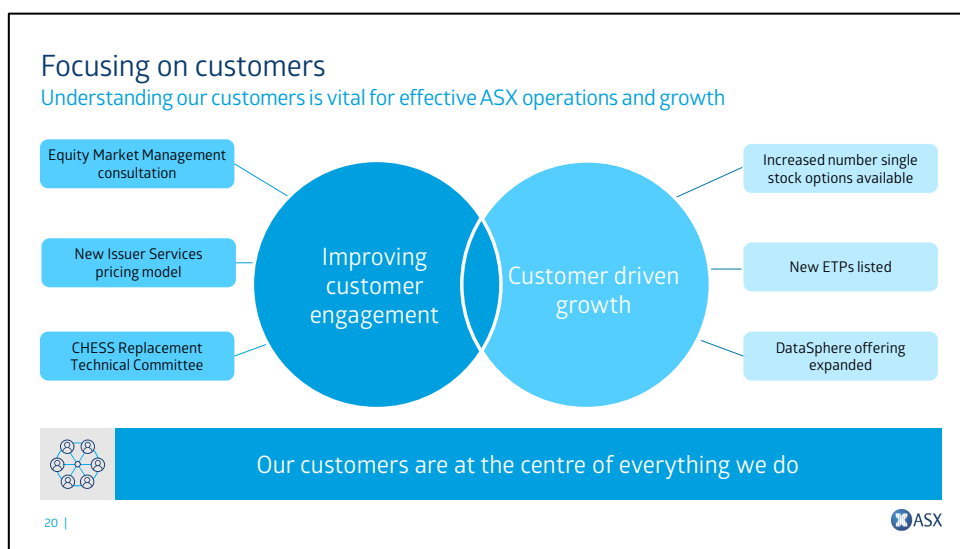 Focusing on customers
Understanding our customers is vital for effective ASX operations and growth
Equity Market Management
consultation
New Issuer Services
pricing model
CHESS Replacement
Technical Committee
Improving
customer
engagement
Customer driven
growth
Increased number single
stock options available
New ETPs listed
DataSphere offering
expanded
Our customers are at the centre of everything we do
20 |
ASX